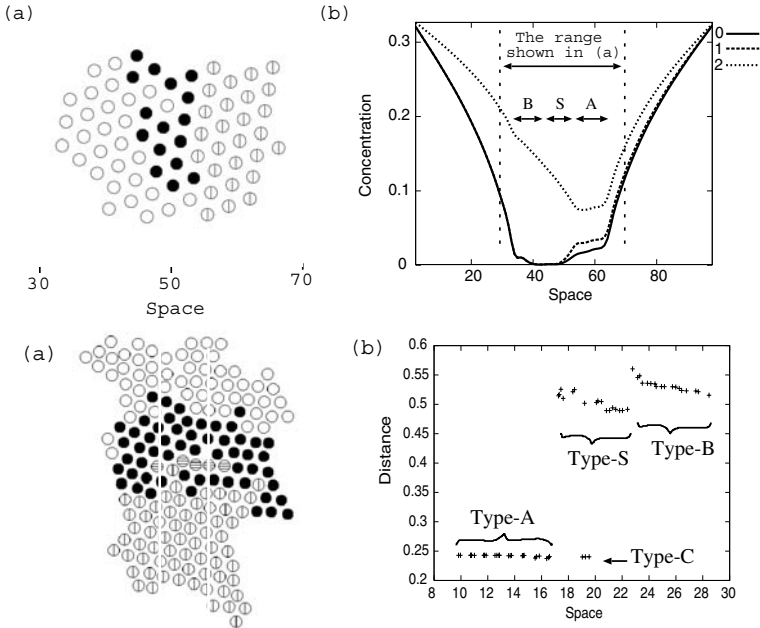 (a)
30 50 70
Space
(b)
Concentration
0.3
0.2
0.1
0
20 40 60 80
Space
The range
shown in (a)
B S A
0
1
2
(a)
(b)
Distance
0.6
0.55
0.5
0.45
0.4
0.35
0.3
0.25
0.2
8 10 12 14 16 18 20 22 24 26 28 30
Space
Type-S
Type-B
Type-A
Type-C